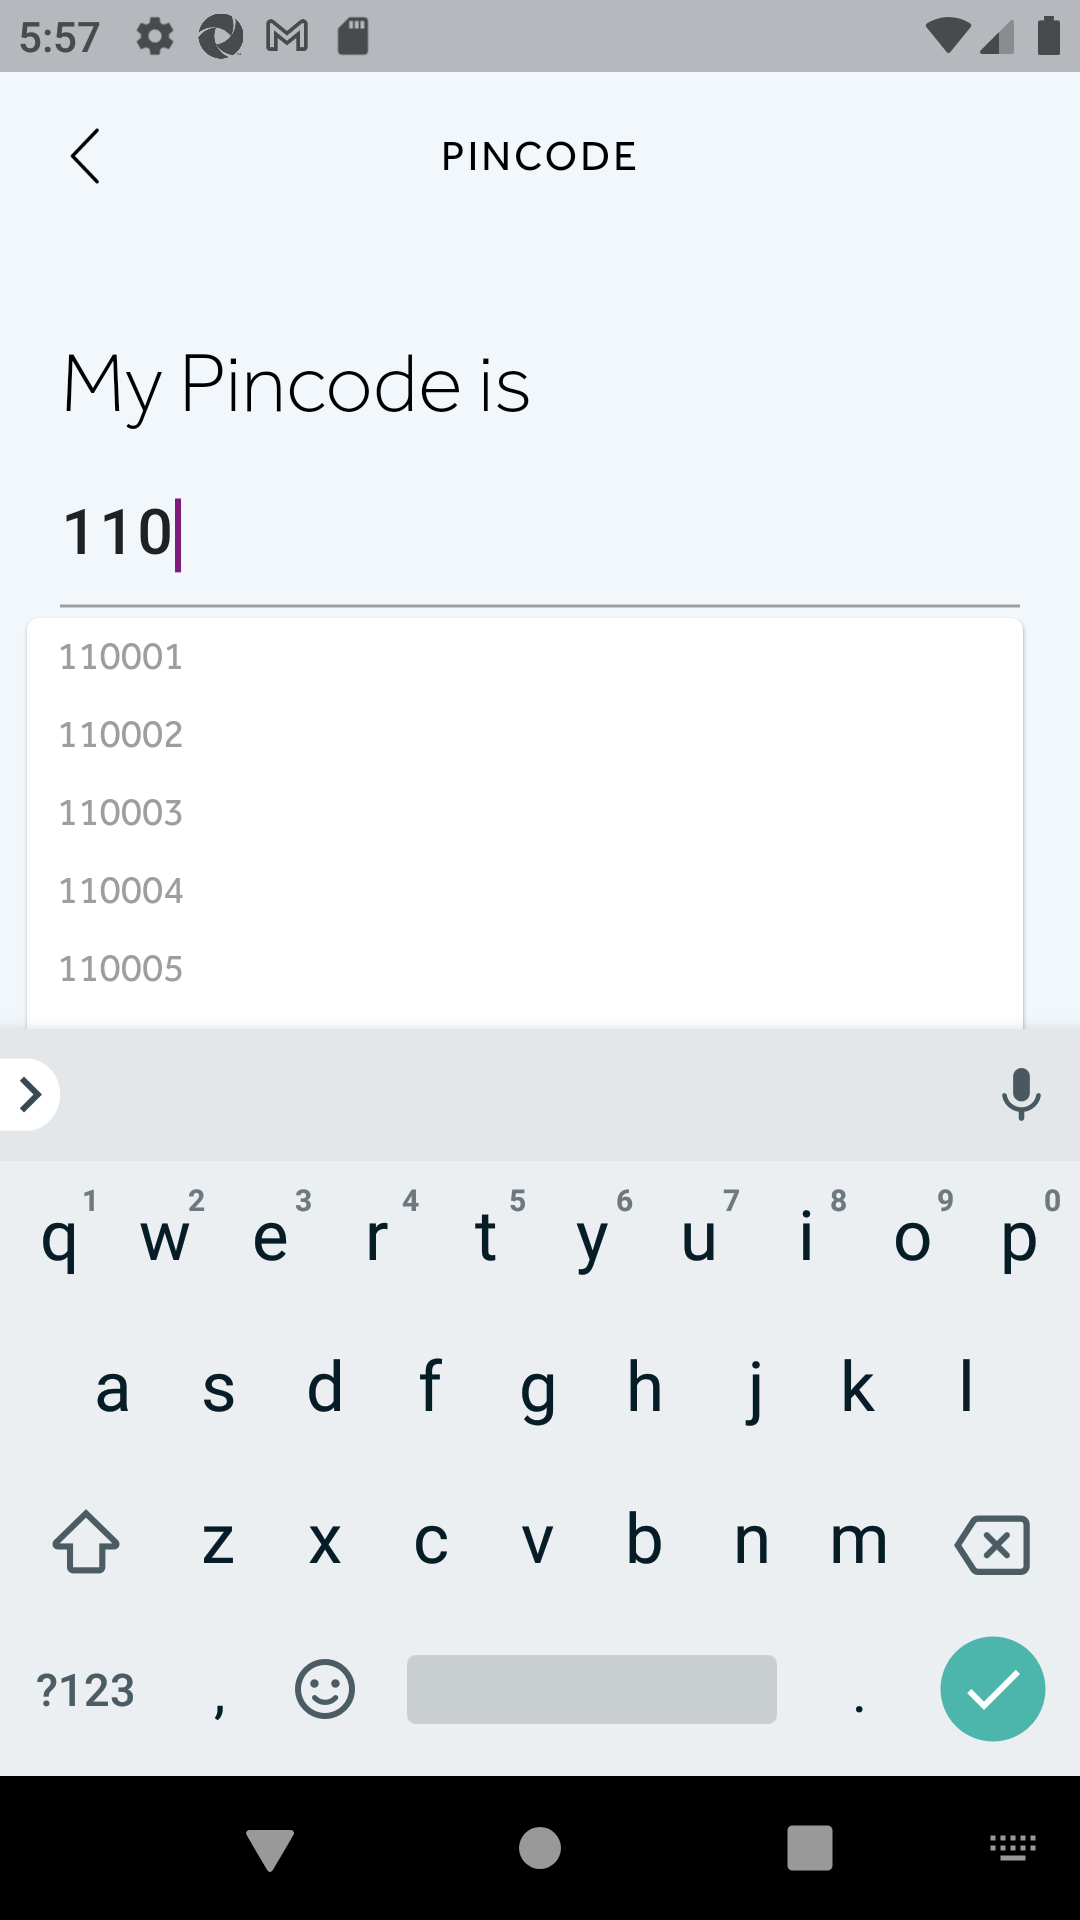 5:57
PINCODE
My Pincode is
110
110001
110002
110003
110004
110005
1 2 3 4 5 6 7 8 9 0
q w e r t y u i o p
a s d f g h j k l
z x c v b n m
?123 , .